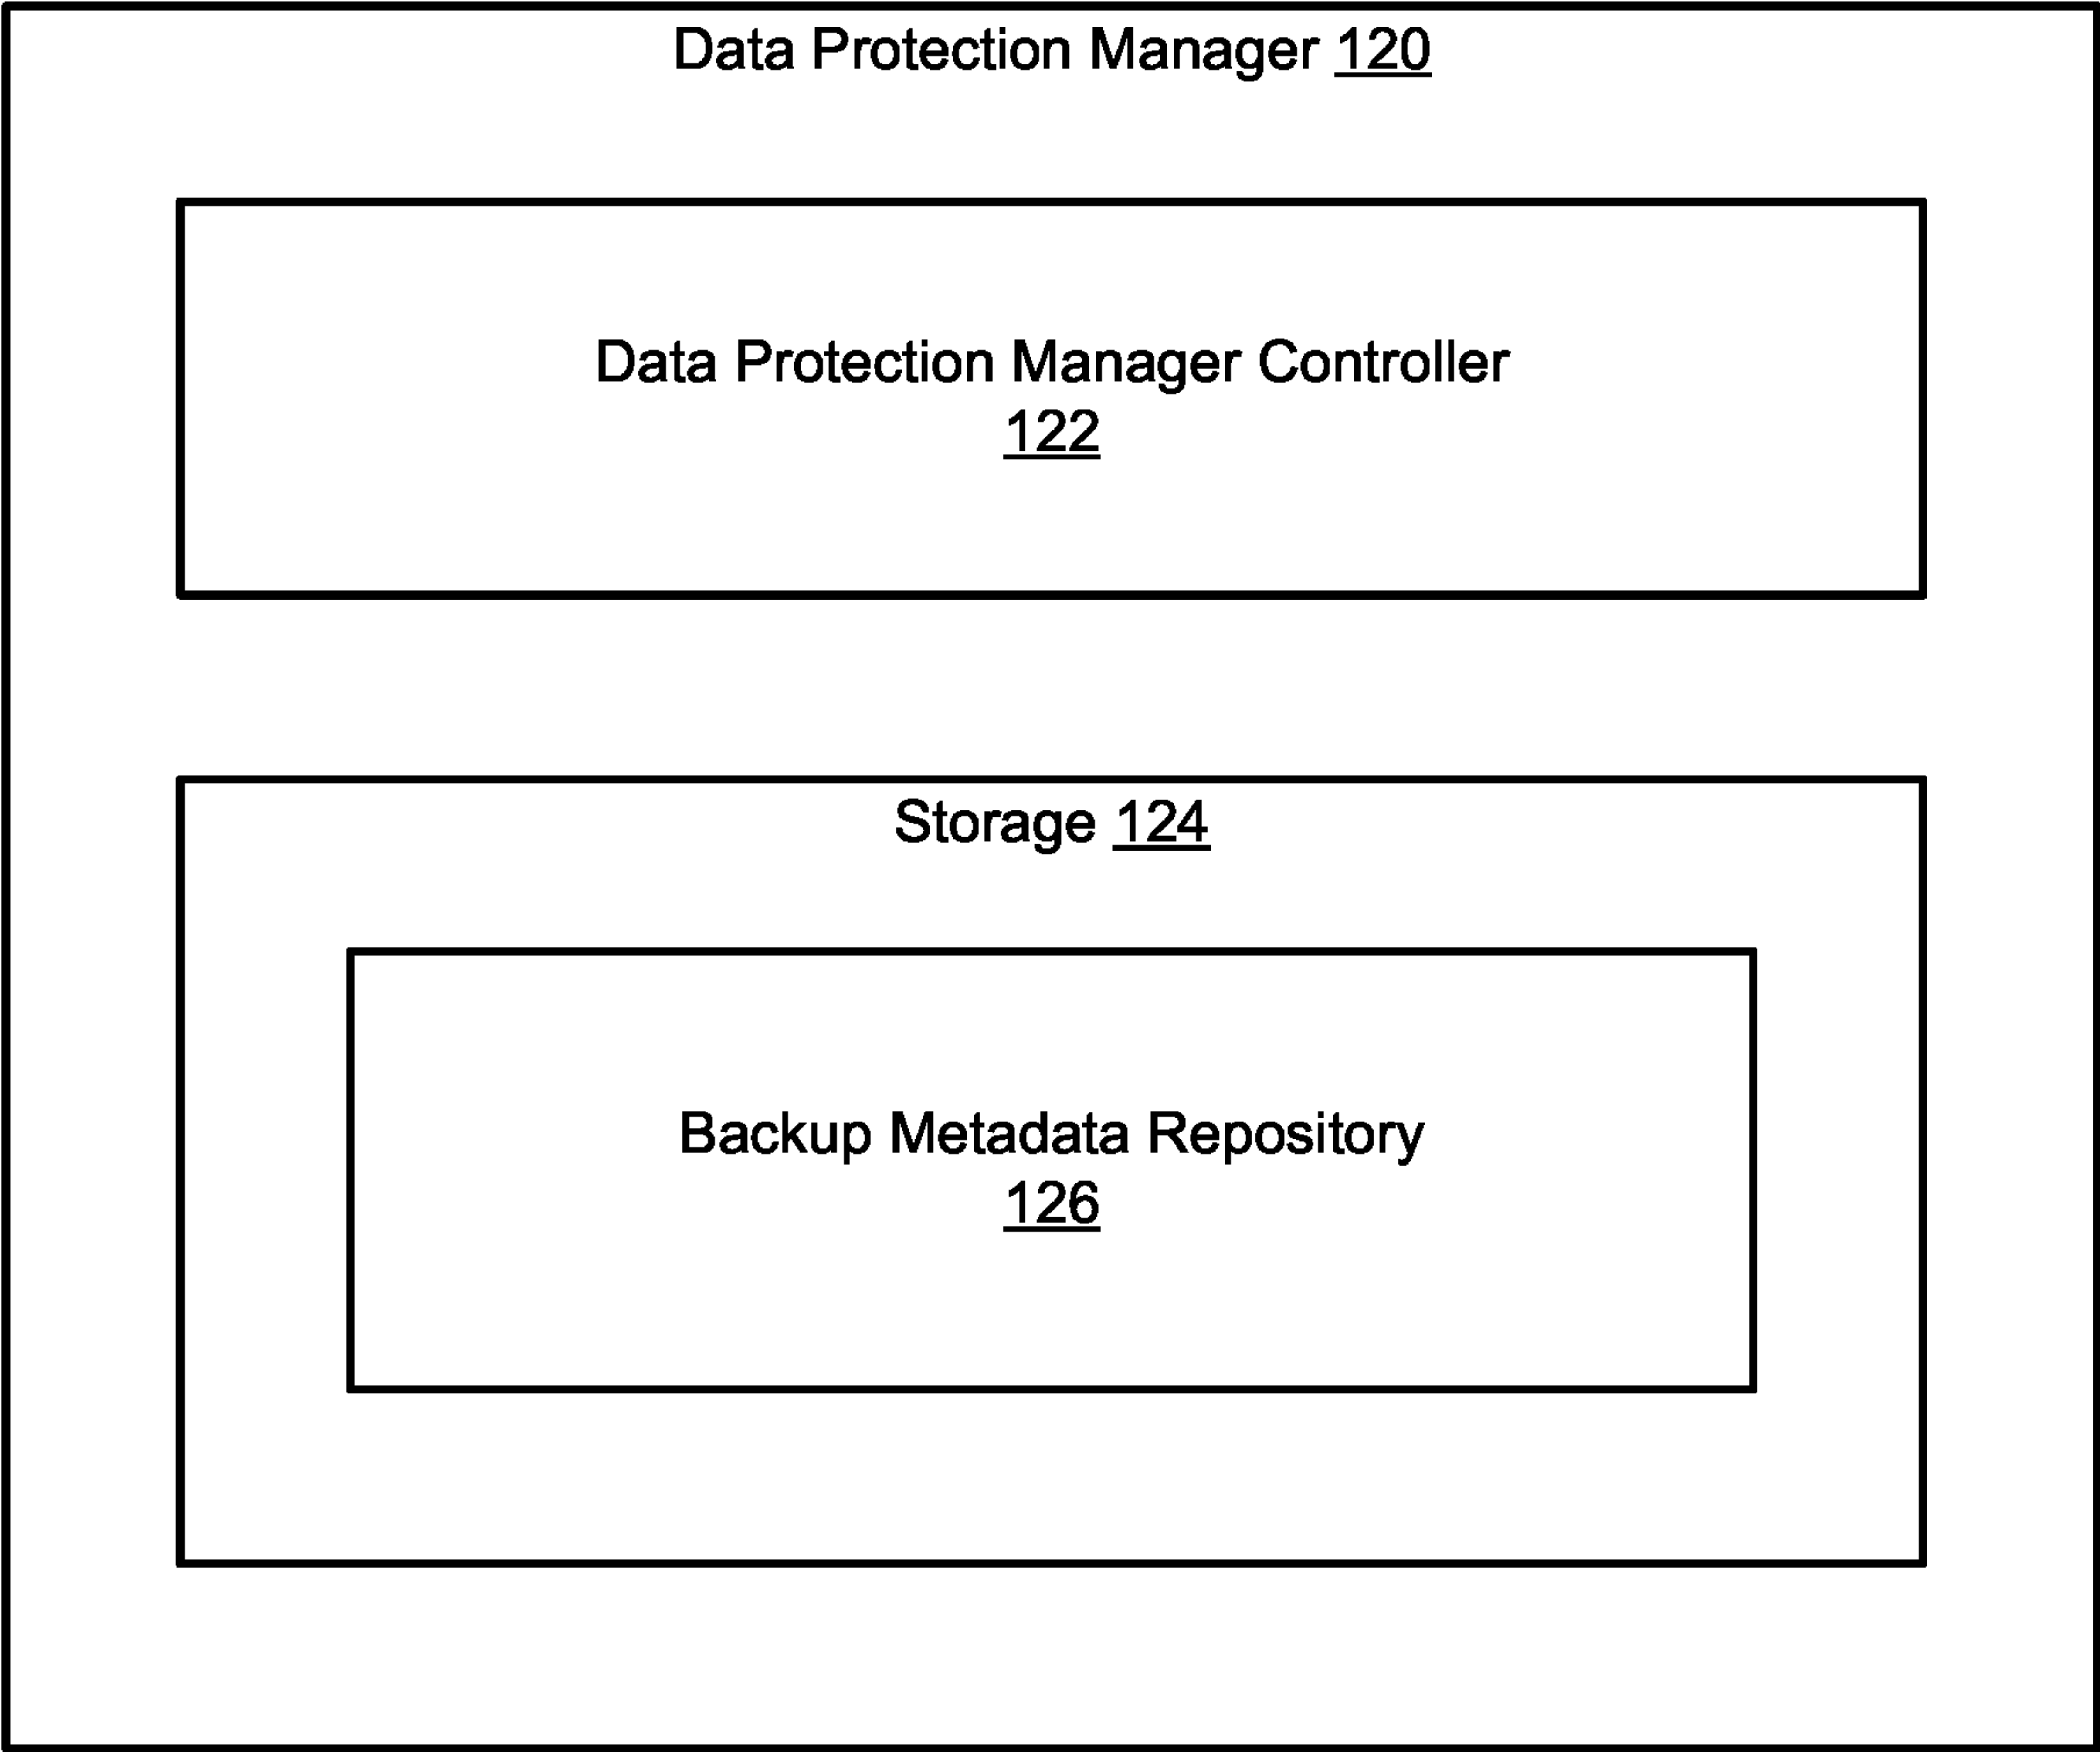 Data Protection Manager 120
Data Protection Manager Controller
122
Storage 124
Backup Metadata Repository
126